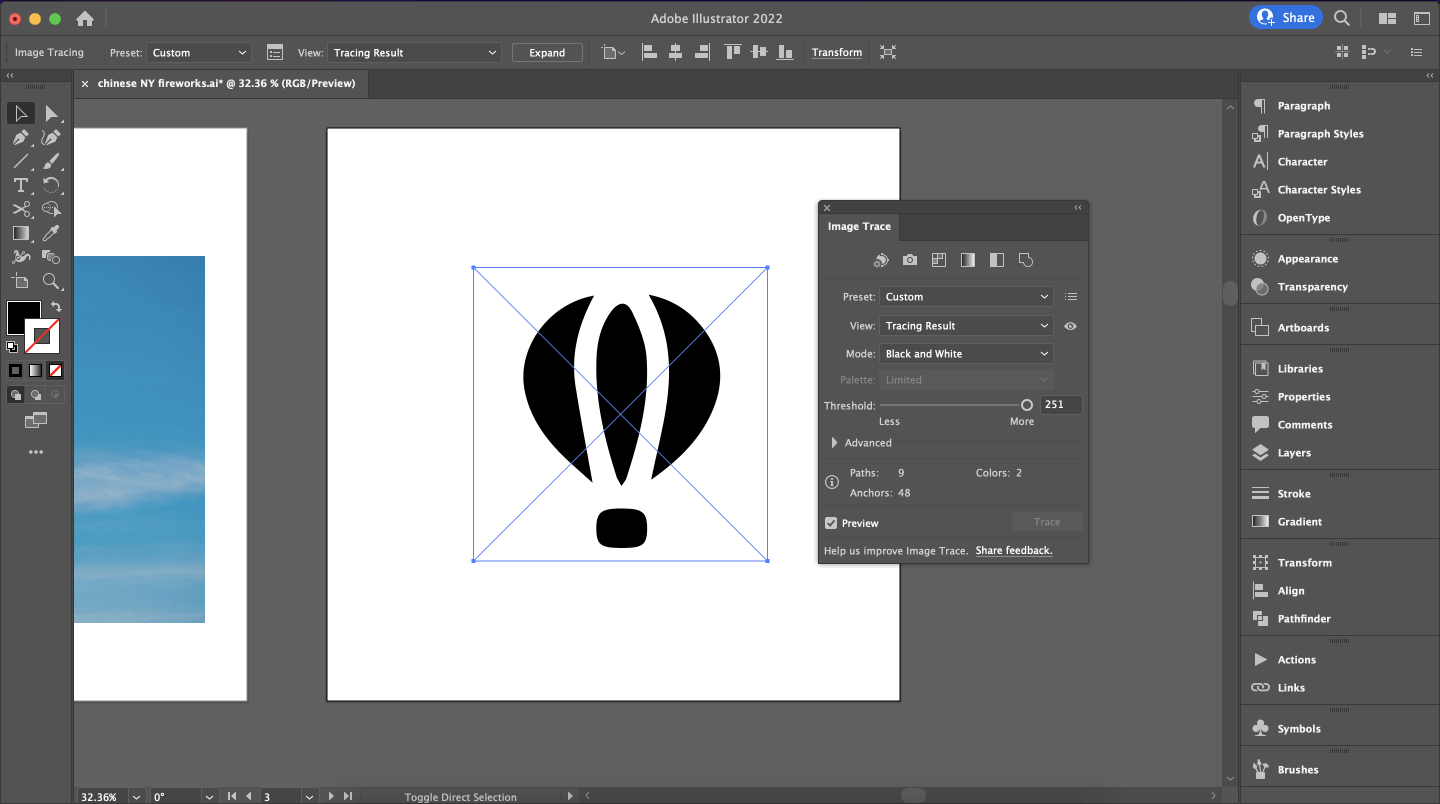 Adobe Illustrator 2022
Share
Image Tracing
Preset: Custom
View: Tracing Result
Expand
Transform
× chinese NY fireworks.ai* @ 32.36 % (RGB/Preview)
Image Trace
Preset: Custom
View: Tracing Result
Mode: Black and White
Palette: Limited
Threshold: 251
Less More
Advanced
Paths: 9 Colors: 2
Anchors: 48
Preview
Trace
Help us improve Image Trace. Share feedback.
Paragraph
Paragraph Styles
Character
Character Styles
OpenType
Appearance
Transparency
Artboards
Libraries
Properties
Comments
Layers
Stroke
Gradient
Transform
Align
Pathfinder
Actions
Links
Symbols
Brushes
32.36% 0° 3 Toggle Direct Selection